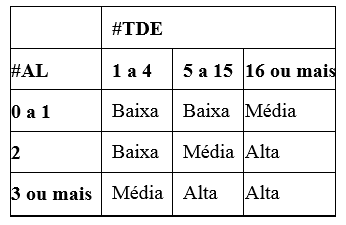 #TDE
#AL 1 a 4 5 a 15 16 ou mais
0 a 1 Baixa Baixa Média
2 Baixa Média Alta
3 ou mais Média Alta Alta